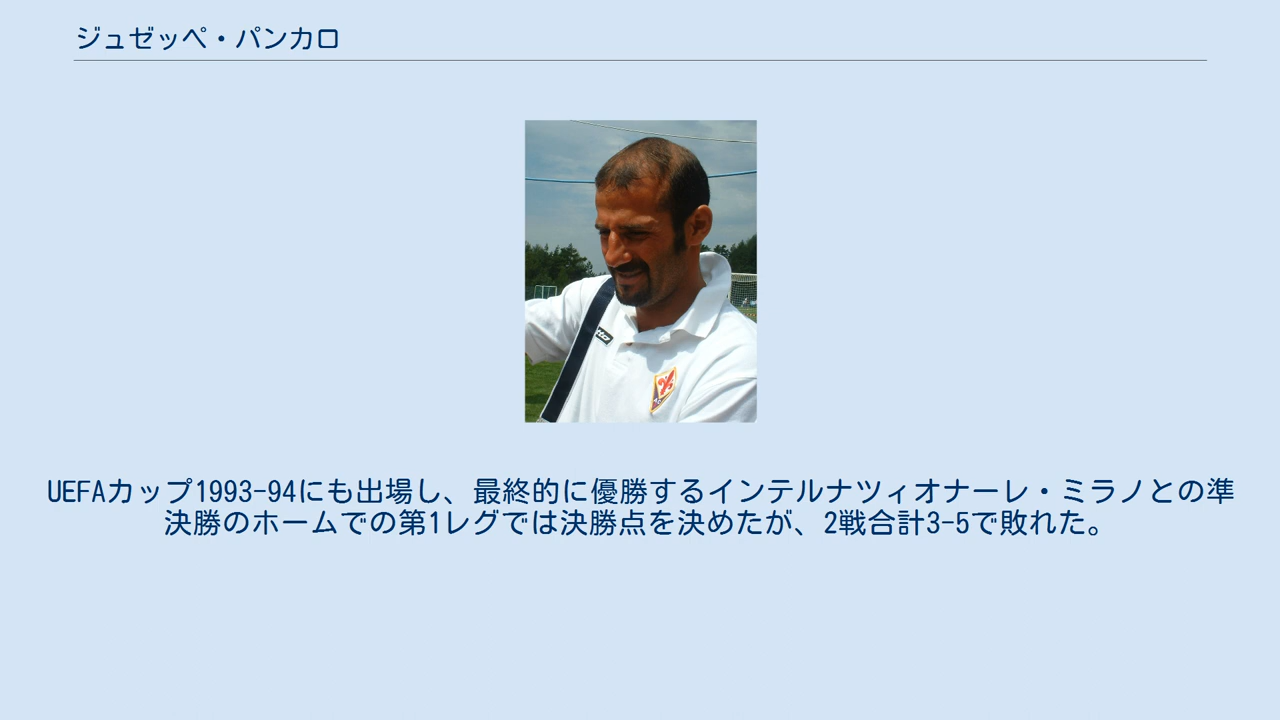 ジュゼッペ・パンカロ
UEFAカップ1993-94にも出場し、最終的に優勝するインテルナツィオナーレ・ミラノとの準
決勝のホームでの第1レグでは決勝点を決めたが、2戦合計3-5で敗れた。